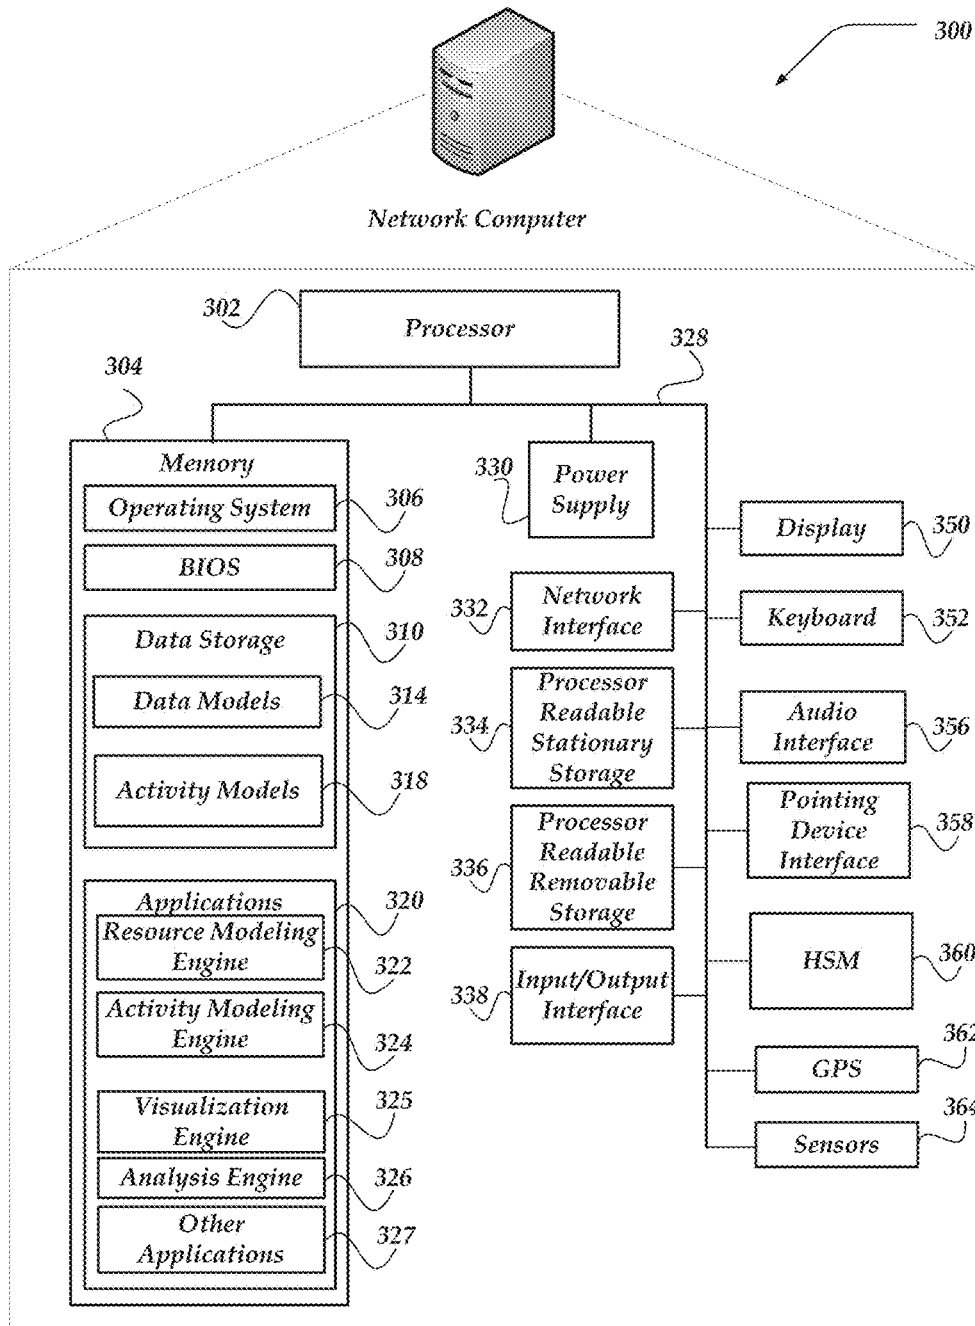 300
Network Computer
302
Processor
328
304
Memory
Operating System
306
BIOS
308
Data Storage
310
Data Models
314
Activity Models
318
Applications
320
Resource Modeling
Engine
322
Activity Modeling
Engine
324
Visualization
Engine
325
Analysis Engine
326
Other
Applications
327
330
Power
Supply
332
Network
Interface
334
Processor
Readable
Stationary
Storage
336
Processor
Readable
Removable
Storage
338
Input/Output
Interface
Display
350
Keyboard
352
Audio
Interface
356
Pointing
Device
Interface
358
HSM
360
GPS
362
Sensors
364